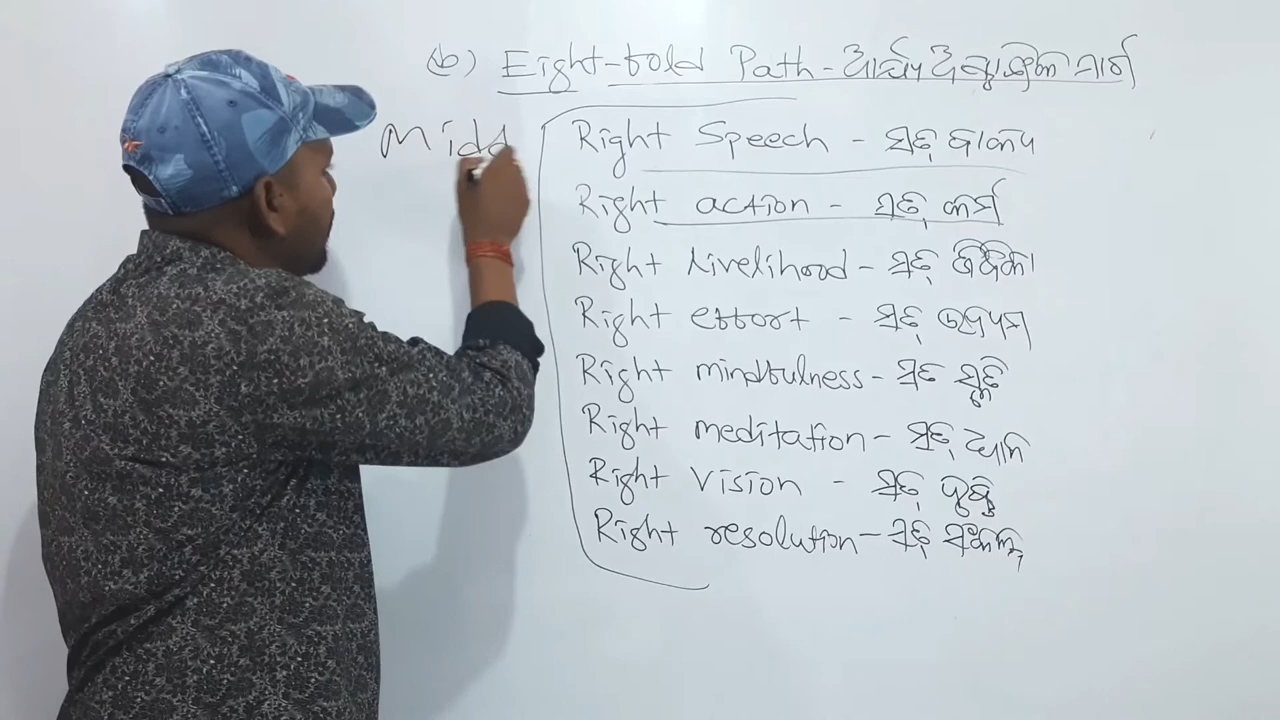 (b) Eight-fold Path - ଆର୍ଯ୍ୟ ଅଷ୍ଟାଙ୍ଗିକ ମାର୍ଗ
Midd
Right Speech - ସତ୍ ବାକ୍ୟ
Right action - ସତ୍ କର୍ମ
Right livelihood - ସତ୍ ଜୀବିକା
Right effort - ସତ୍ ଉଦ୍ୟମ
Right mindfulness - ସତ ସ୍ମୃତି
Right meditation - ସତ୍ ଧ୍ୟାନ
Right Vision - ସତ୍ ଦୃଷ୍ଟି
Right resolution - ସତ୍ ସଂକଳ୍ପ